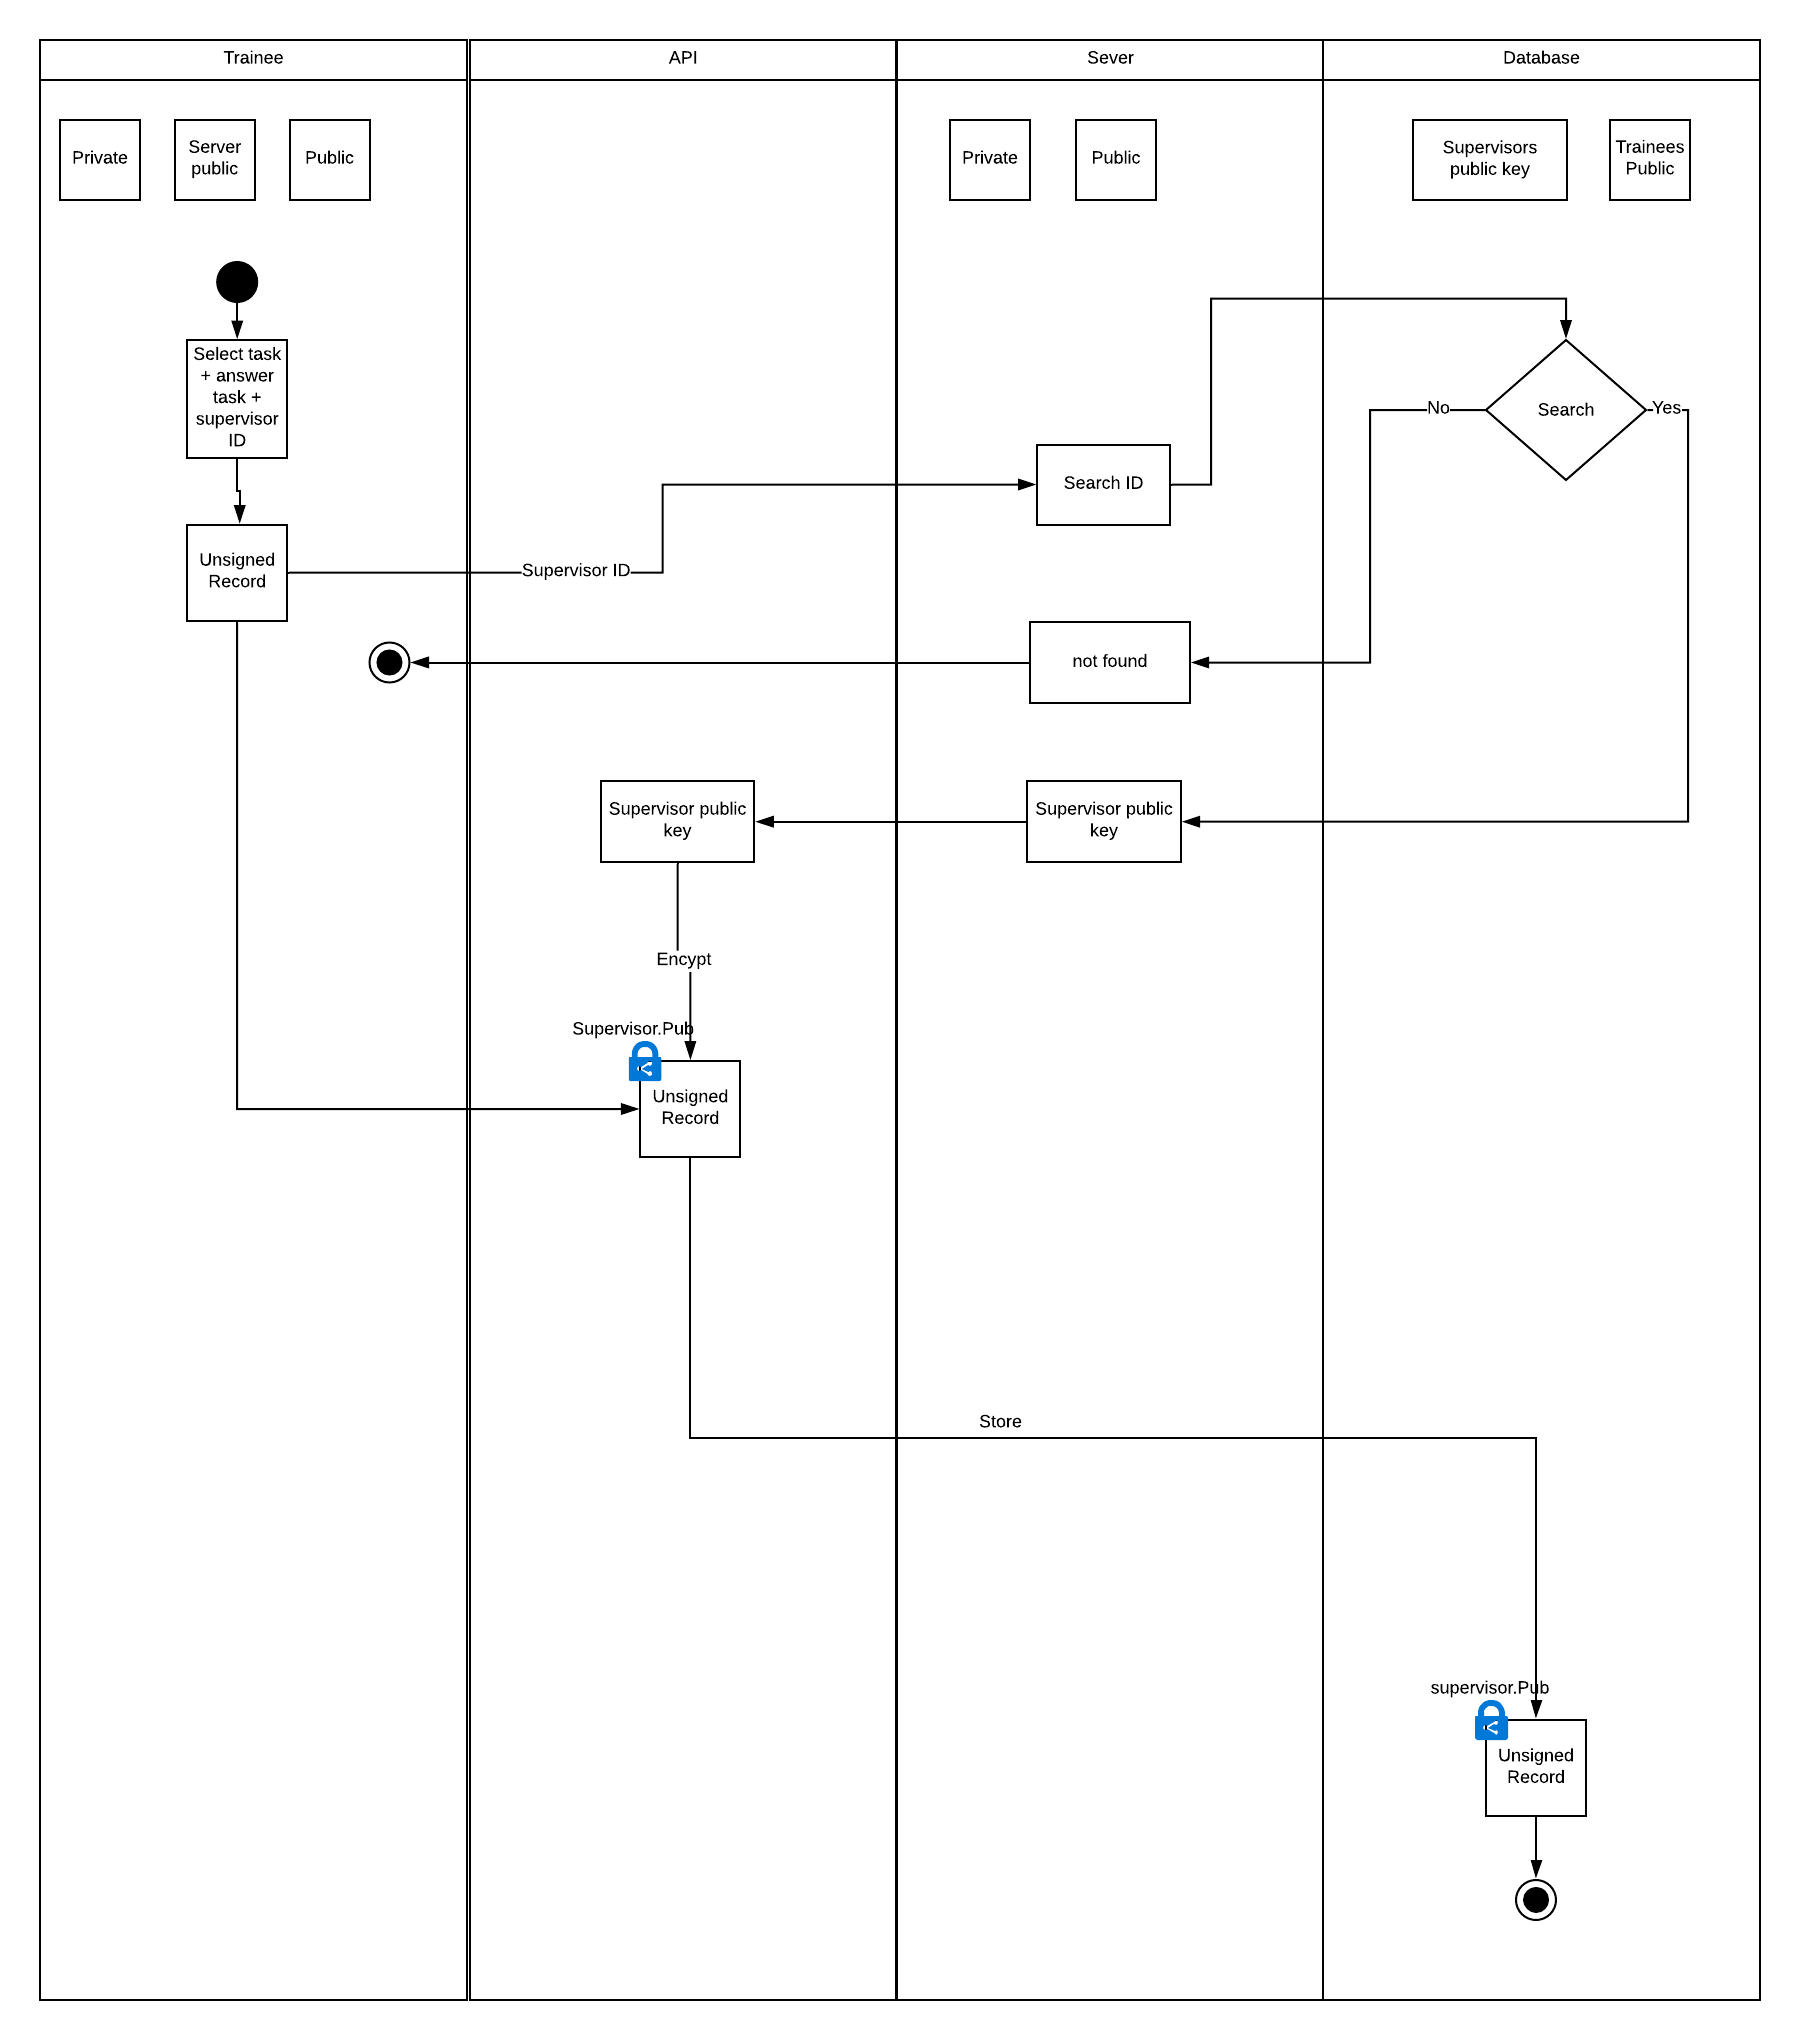 Trainee
API
Sever
Database
Private
Server
public
Public
Private
Public
Supervisors
public key
Trainees
Public
Select task
+ answer
task +
supervisor
ID
No
Search
Yes
Search ID
Unsigned
Record
Supervisor ID
not found
Supervisor public
key
Supervisor public
key
Encypt
Supervisor.Pub
Unsigned
Record
Store
supervisor.Pub
Unsigned
Record